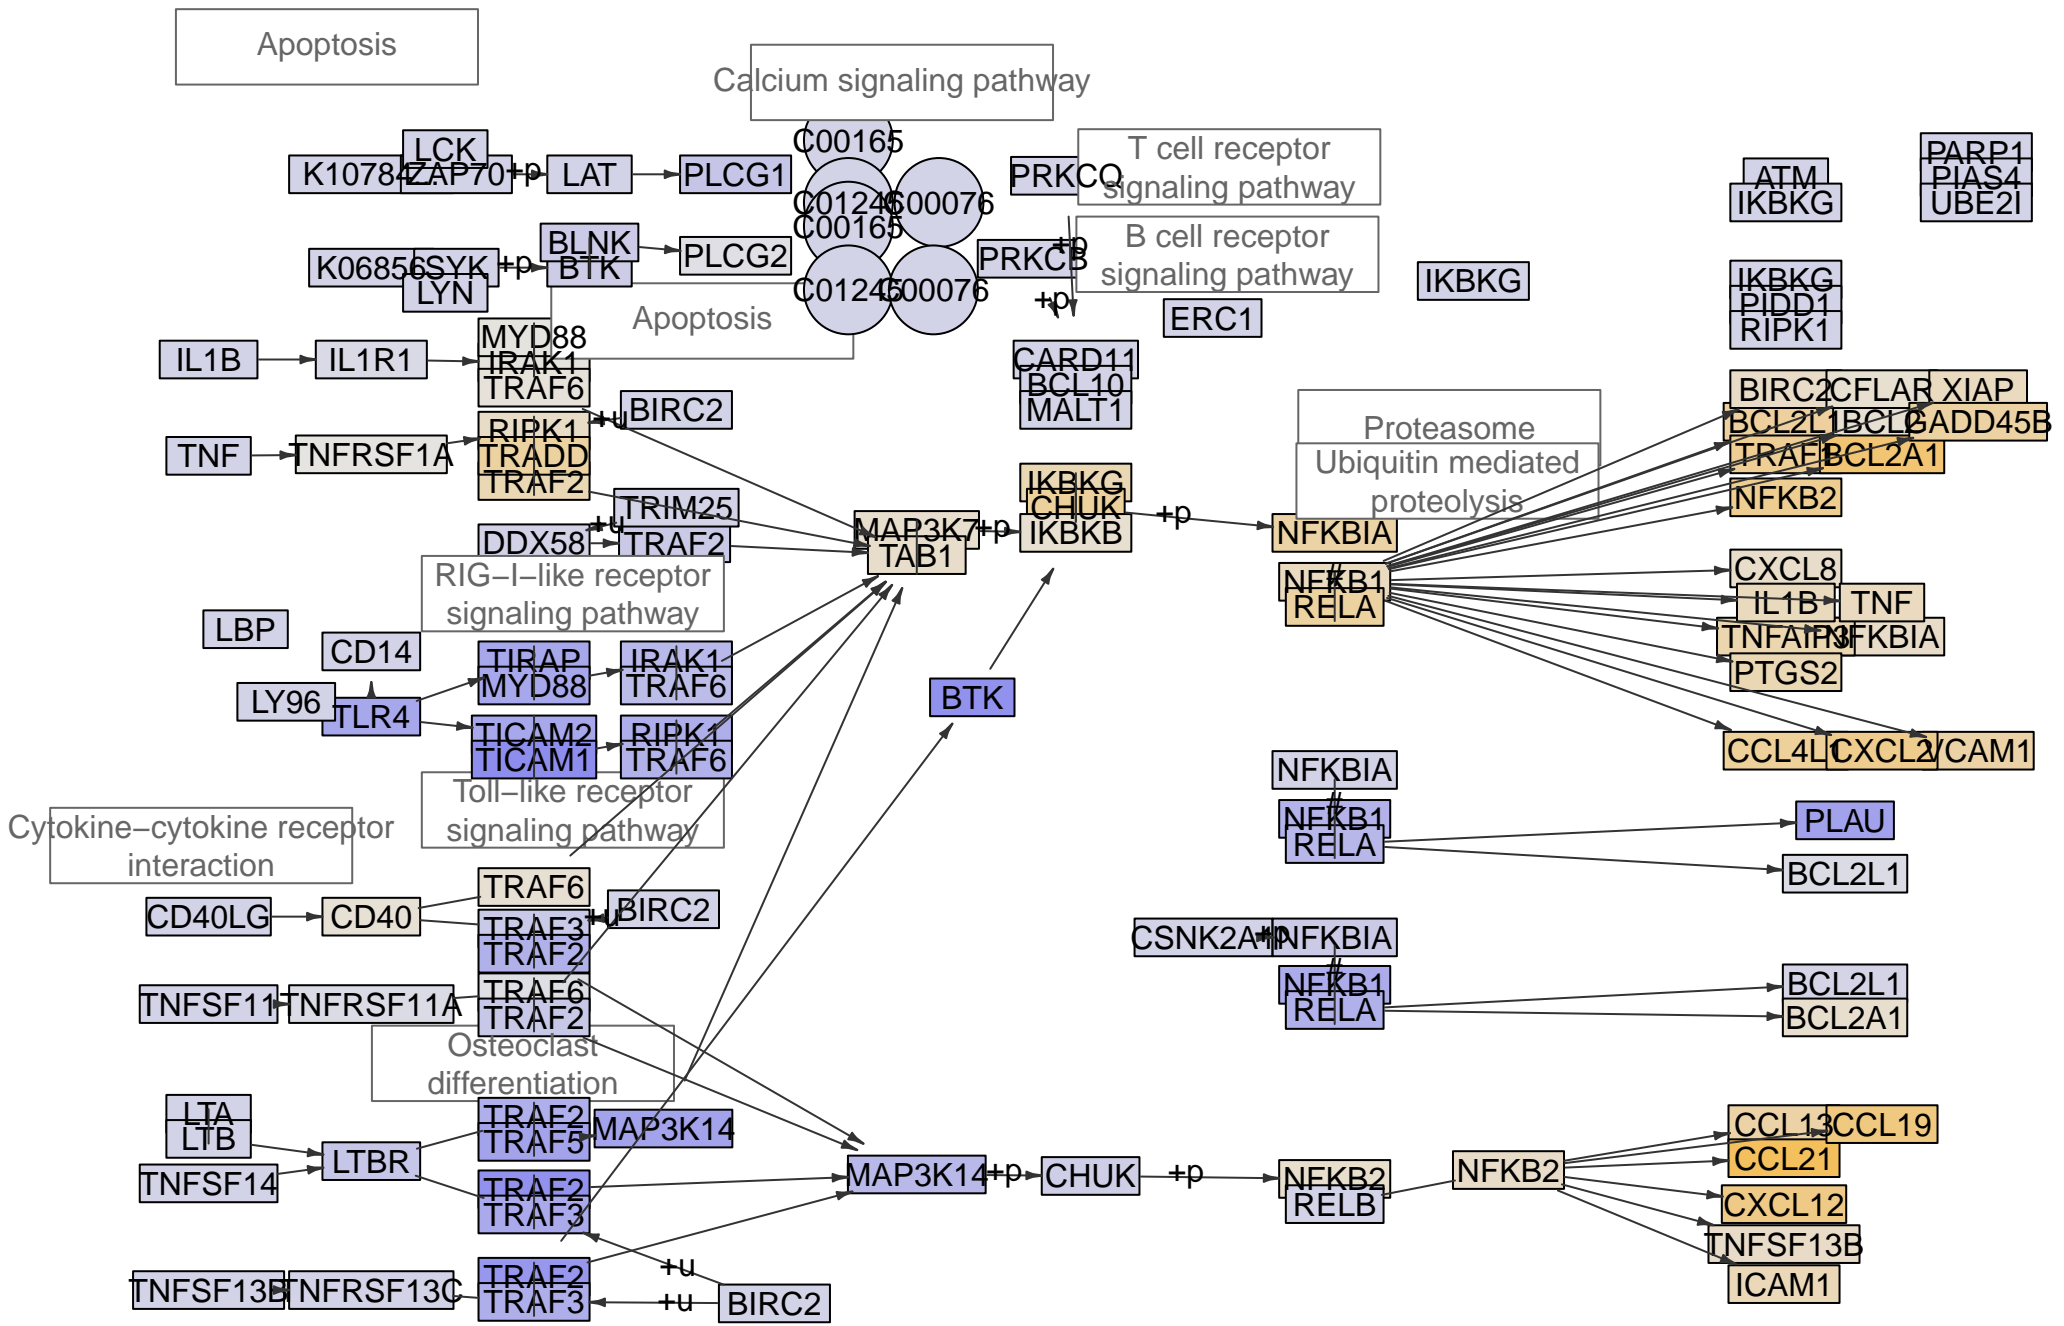 Apoptosis
Calcium signaling pathway
LCK
K10784
ZAP70
+p
LAT
PLCG1
C00165
C01245
C00076
C00165
PRKCQ
T cell receptor
signaling pathway
ATM
IKBKG
PARP1
PIAS4
UBE2I
K06856
SYK
LYN
+p
BLNK
BTK
PLCG2
C01245
C00076
PRKCB
+p
+p
B cell receptor
signaling pathway
ERC1
IKBKG
IKBKG
PIDD1
RIPK1
Apoptosis
IL1B
IL1R1
MYD88
IRAK1
TRAF6
CARD11
BCL10
MALT1
TNF
TNFRSF1A
RIPK1
TRADD
TRAF2
+u
BIRC2
Proteasome
Ubiquitin mediated
proteolysis
BIRC2
CFLAR
XIAP
BCL2L1
BCL2
GADD45B
TRAF1
BCL2A1
NFKB2
DDX58
+u
TRIM25
TRAF2
MAP3K7
TAB1
+p
IKBKG
CHUK
IKBKB
+p
NFKBIA
NFKB1
RELA
CXCL8
IL1B
TNF
TNFAIP3
NFKBIA
PTGS2
RIG−I−like receptor
signaling pathway
LBP
CD14
LY96
TLR4
TIRAP
MYD88
IRAK1
TRAF6
TICAM2
TICAM1
RIPK1
TRAF6
BTK
CCL4L1
CXCL2
VCAM1
Toll−like receptor
signaling pathway
Cytokine−cytokine receptor
interaction
NFKBIA
NFKB1
RELA
PLAU
BCL2L1
CD40LG
CD40
TRAF6
TRAF3
TRAF2
+u
BIRC2
CSNK2A1
+p
NFKBIA
NFKB1
RELA
BCL2L1
BCL2A1
TNFSF11
TNFRSF11A
TRAF6
TRAF2
Osteoclast
differentiation
LTA
LTB
TNFSF14
LTBR
TRAF2
TRAF5
MAP3K14
TRAF2
TRAF3
MAP3K14
+p
CHUK
+p
NFKB2
RELB
NFKB2
CCL13
CCL19
CCL21
CXCL12
TNFSF13B
ICAM1
TNFSF13B
TNFRSF13C
TRAF2
TRAF3
+u
+u
BIRC2